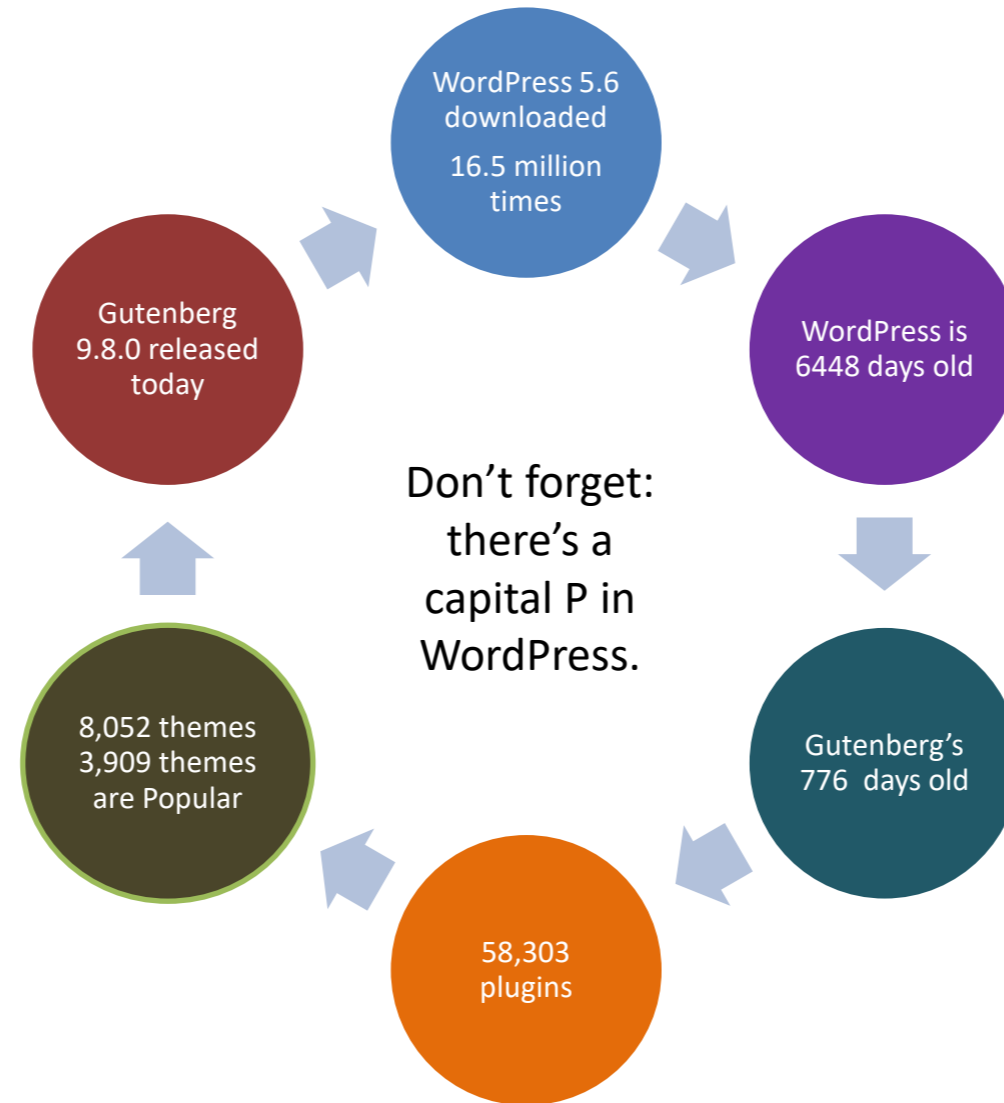 WordPress 5.6
downloaded
16.5 million
times
WordPress is
6448 days old
Gutenberg's
776  days old
58,303
plugins
8,052 themes
3,909 themes
are Popular
Gutenberg
9.8.0 released
today
Don’t forget:
there’s a
capital P in
WordPress.